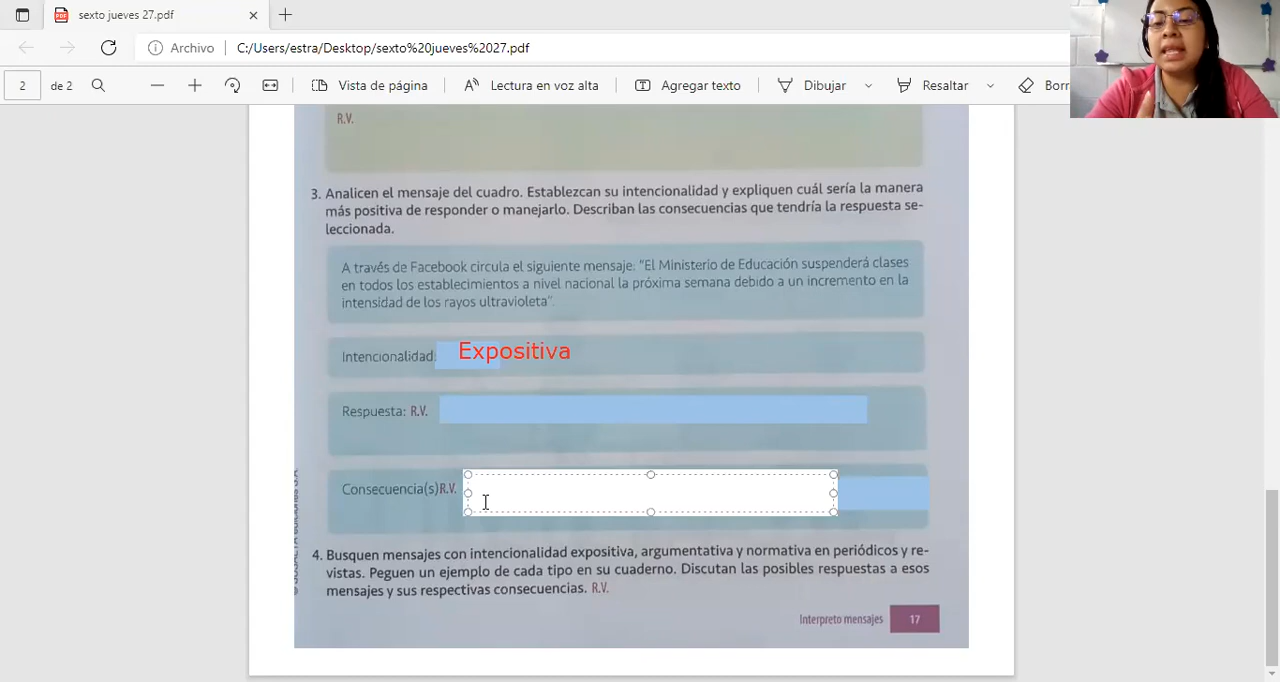 sexto jueves 27.pdf
Archivo
C:/Users/estra/Desktop/sexto%20jueves%2027.pdf
2
de 2
Vista de página
Lectura en voz alta
Agregar texto
Dibujar
Resaltar
Bor
R.V.
3. Analicen el mensaje del cuadro. Establezcan su intencionalidad y expliquen cuál sería la manera
más positiva de responder o manejarlo. Describan las consecuencias que tendría la respuesta se-
leccionada.
A través de Facebook circula el siguiente mensaje: "El Ministerio de Educación suspenderá clases
en todos los establecimientos a nivel nacional la próxima semana debido a un incremento en la
intensidad de los rayos ultravioleta".
Intencionalidad: Expositiva
Respuesta: R.V.
Consecuencia(s)R.V.
4. Busquen mensajes con intencionalidad expositiva, argumentativa y normativa en periódicos y re-
vistas. Peguen un ejemplo de cada tipo en su cuaderno. Discutan las posibles respuestas a esos
mensajes y sus respectivas consecuencias. R.V.
Interpreto mensajes 17